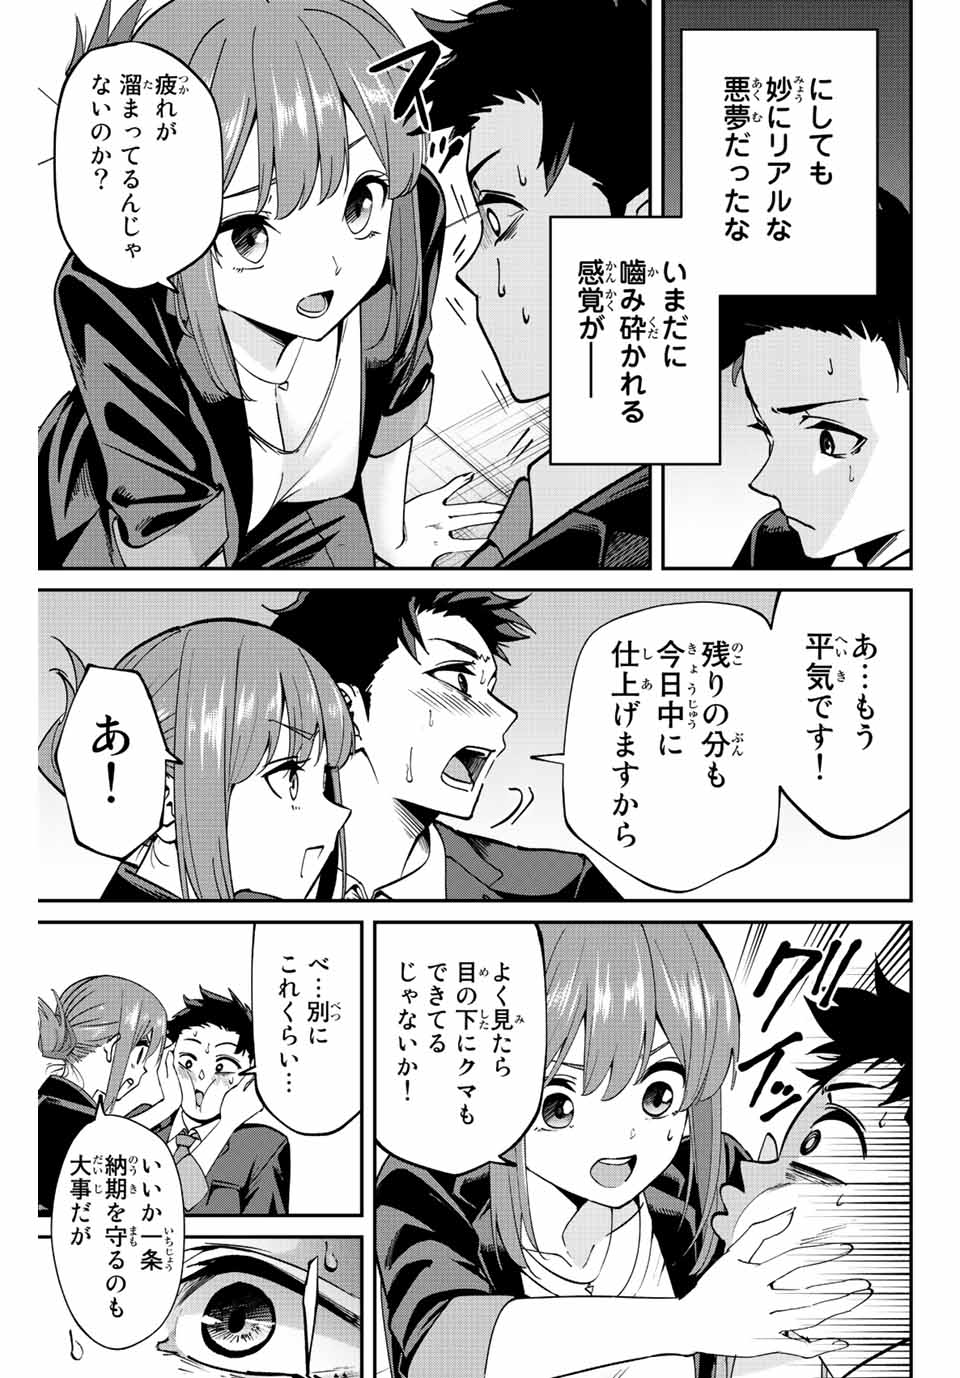 にしても
妙にリアルな
悪夢だったな
いまだに
嚙み砕かれる
感覚が――
疲れが
溜まってるんじゃ
ないのか？
あ…もう
平気です！
残りの分も
今日中に
仕上げますから
あ！
グイッ
よく見たら
目の下にクマも
できてる
じゃないか！
べ…別に
これくらい…
いいか一条
納期を守るのも
大事だが